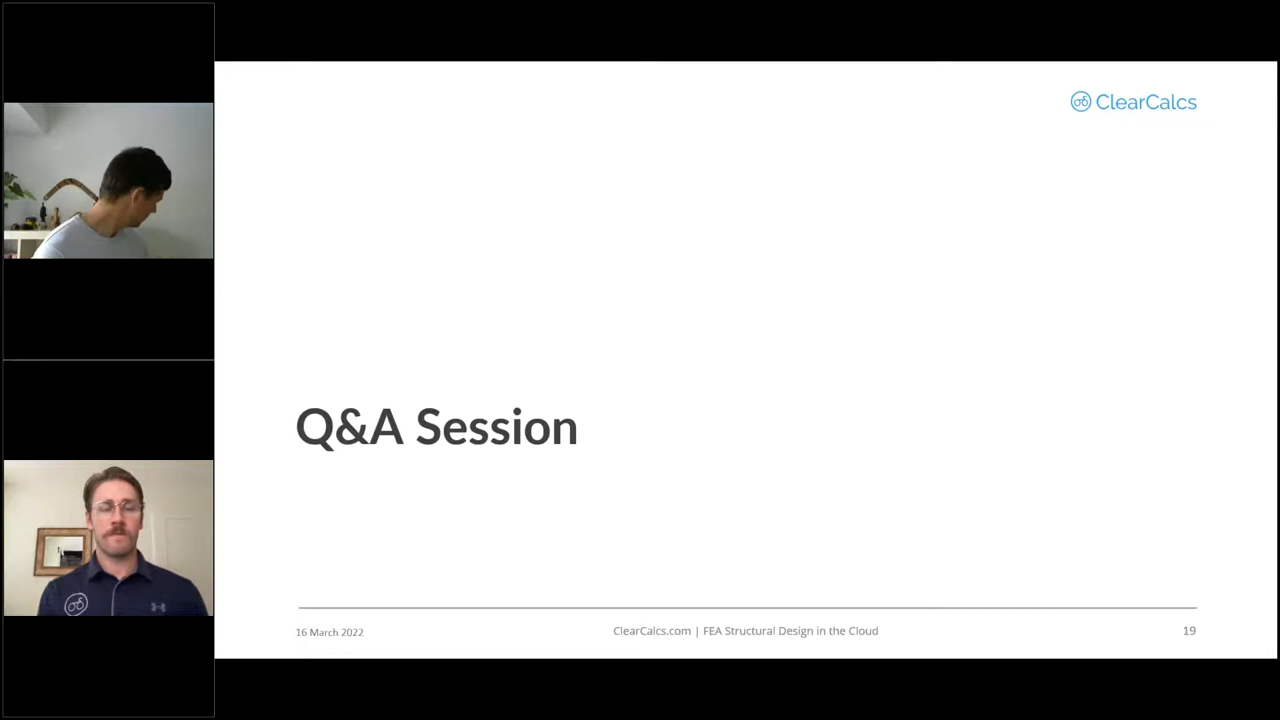 ClearCalcs
Q&A Session
16 March 2022
ClearCalcs.com | FEA Structural Design in the Cloud
19